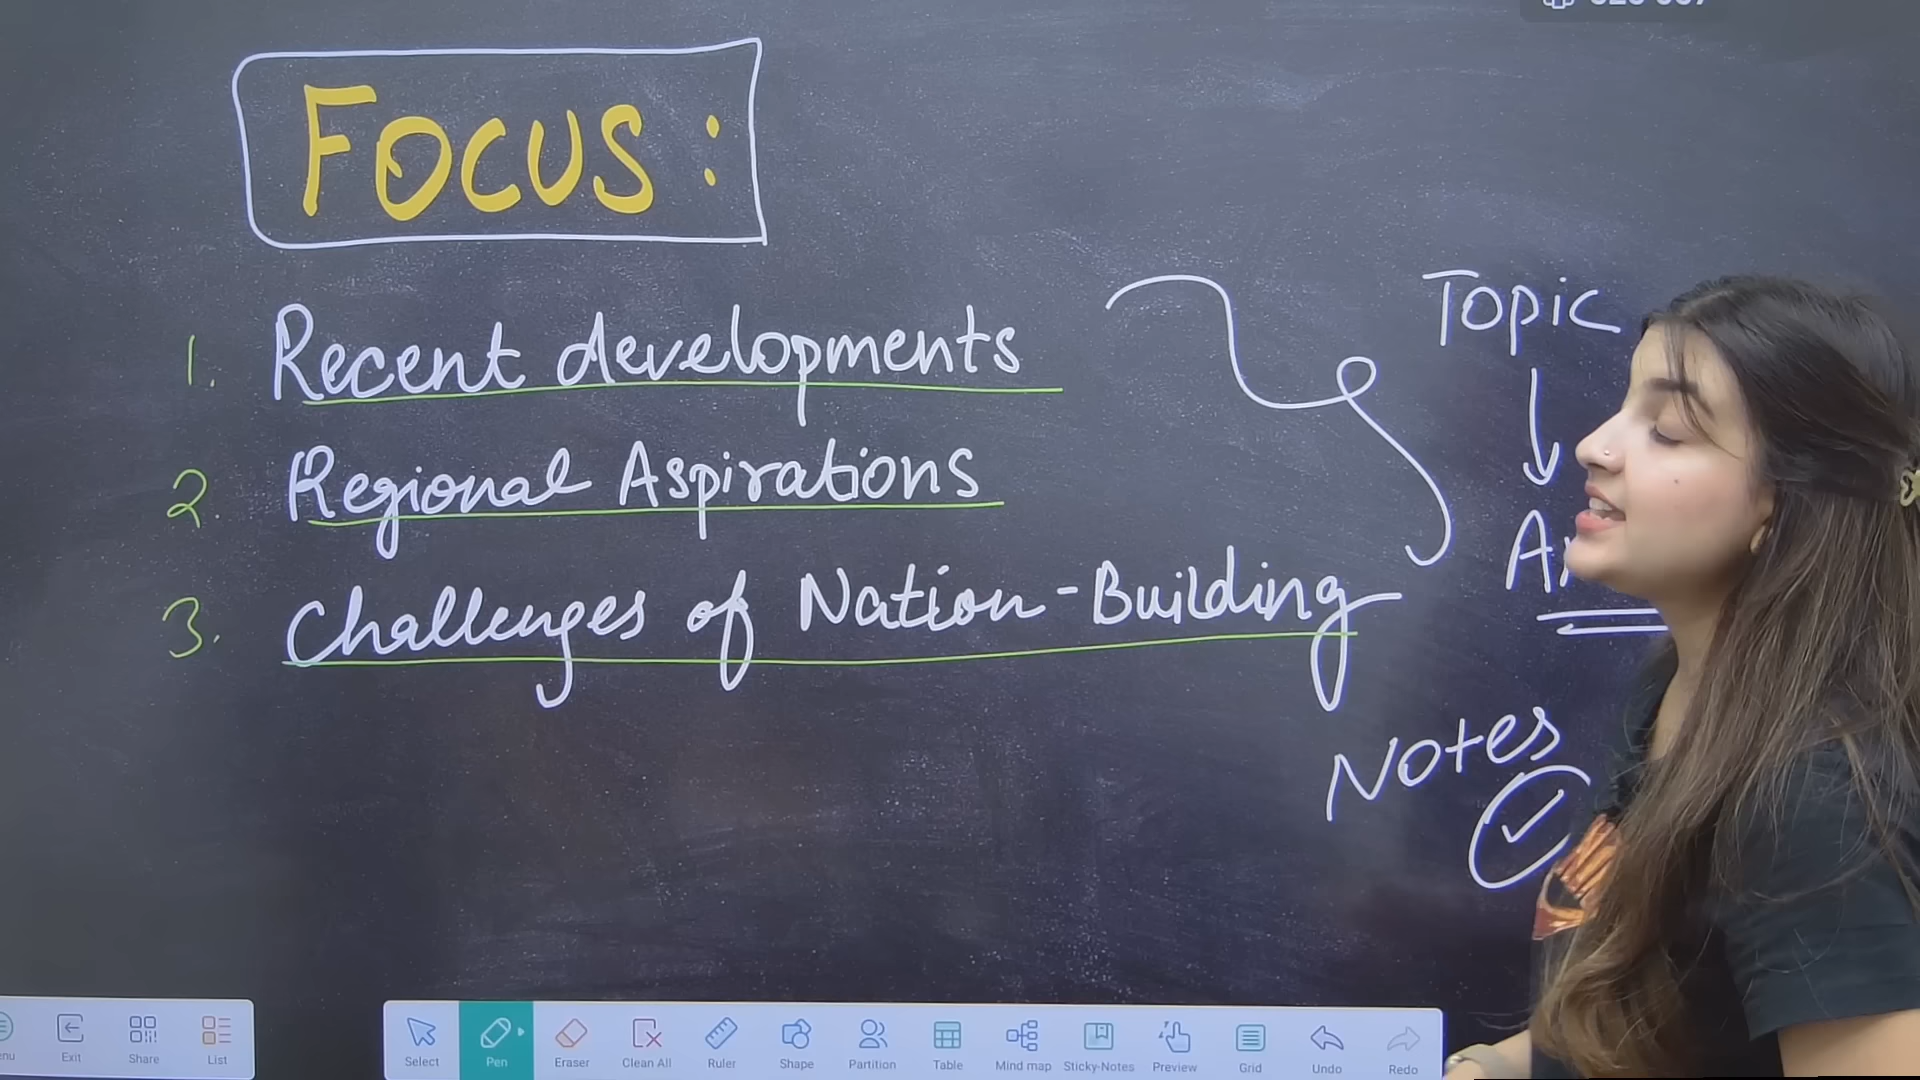 FOCUS :
1. Recent developments
2. Regional Aspirations
3. Challenges of Nation-Building
Topic
Notes
Exit
Share
List
Select
Pen
Eraser
Clean All
Ruler
Shape
Partition
Table
Mind map
Sticky-Notes
Preview
Grid
Undo
Redo